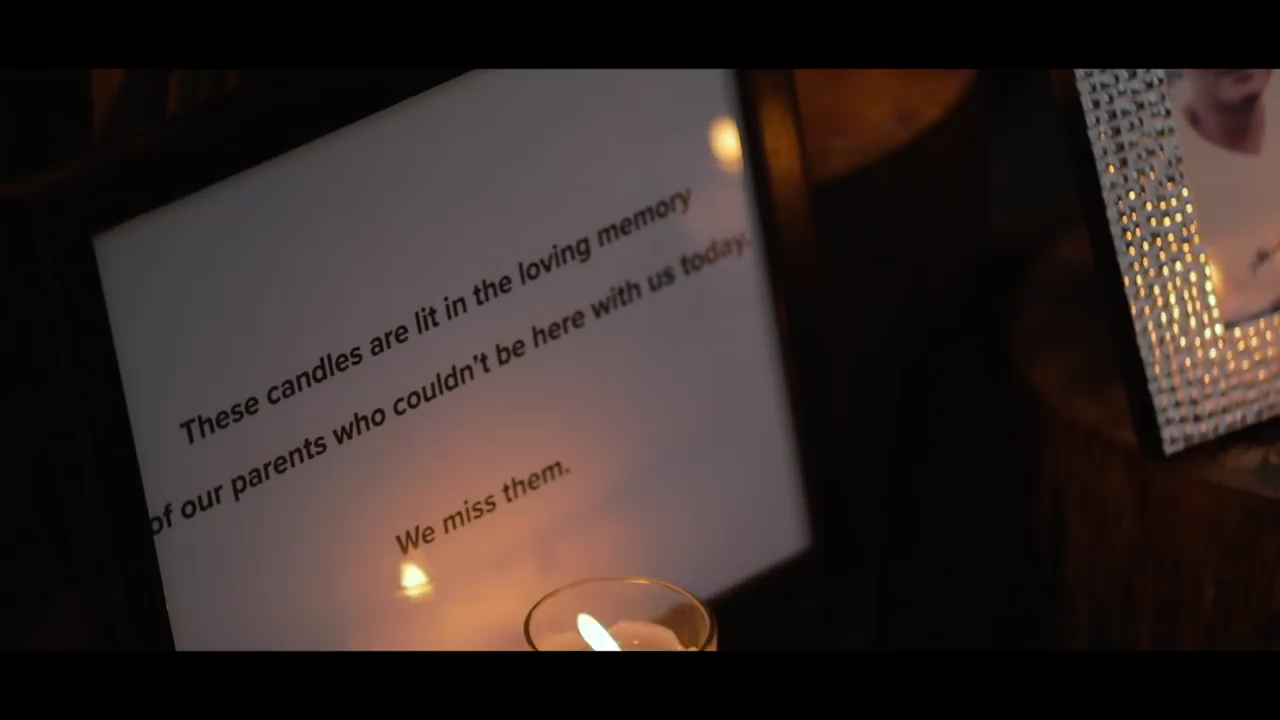 These candles are lit in the loving memory
of our parents who couldn't be here with us today.
We miss them.